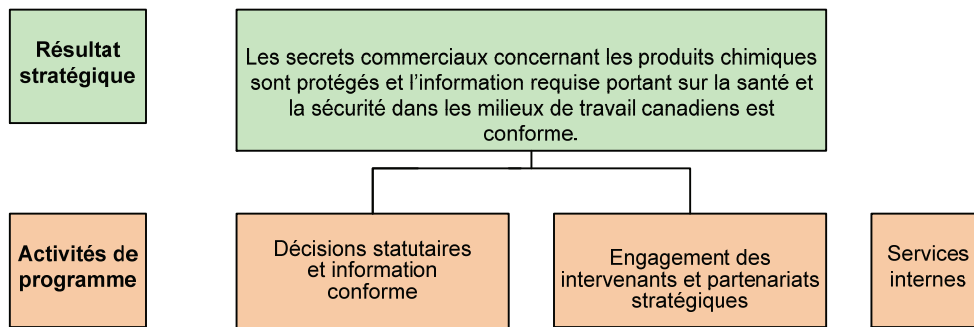 Résultat
stratégique
Les secrets commerciaux concernant les produits chimiques
sont protégés et l'information requise portant sur la santé et
la sécurité dans les milieux de travail canadiens est
conforme.
Activités de
programme
Décisions statutaires
et information
conforme
Engagement des
intervenants et partenariats
stratégiques
Services
internes